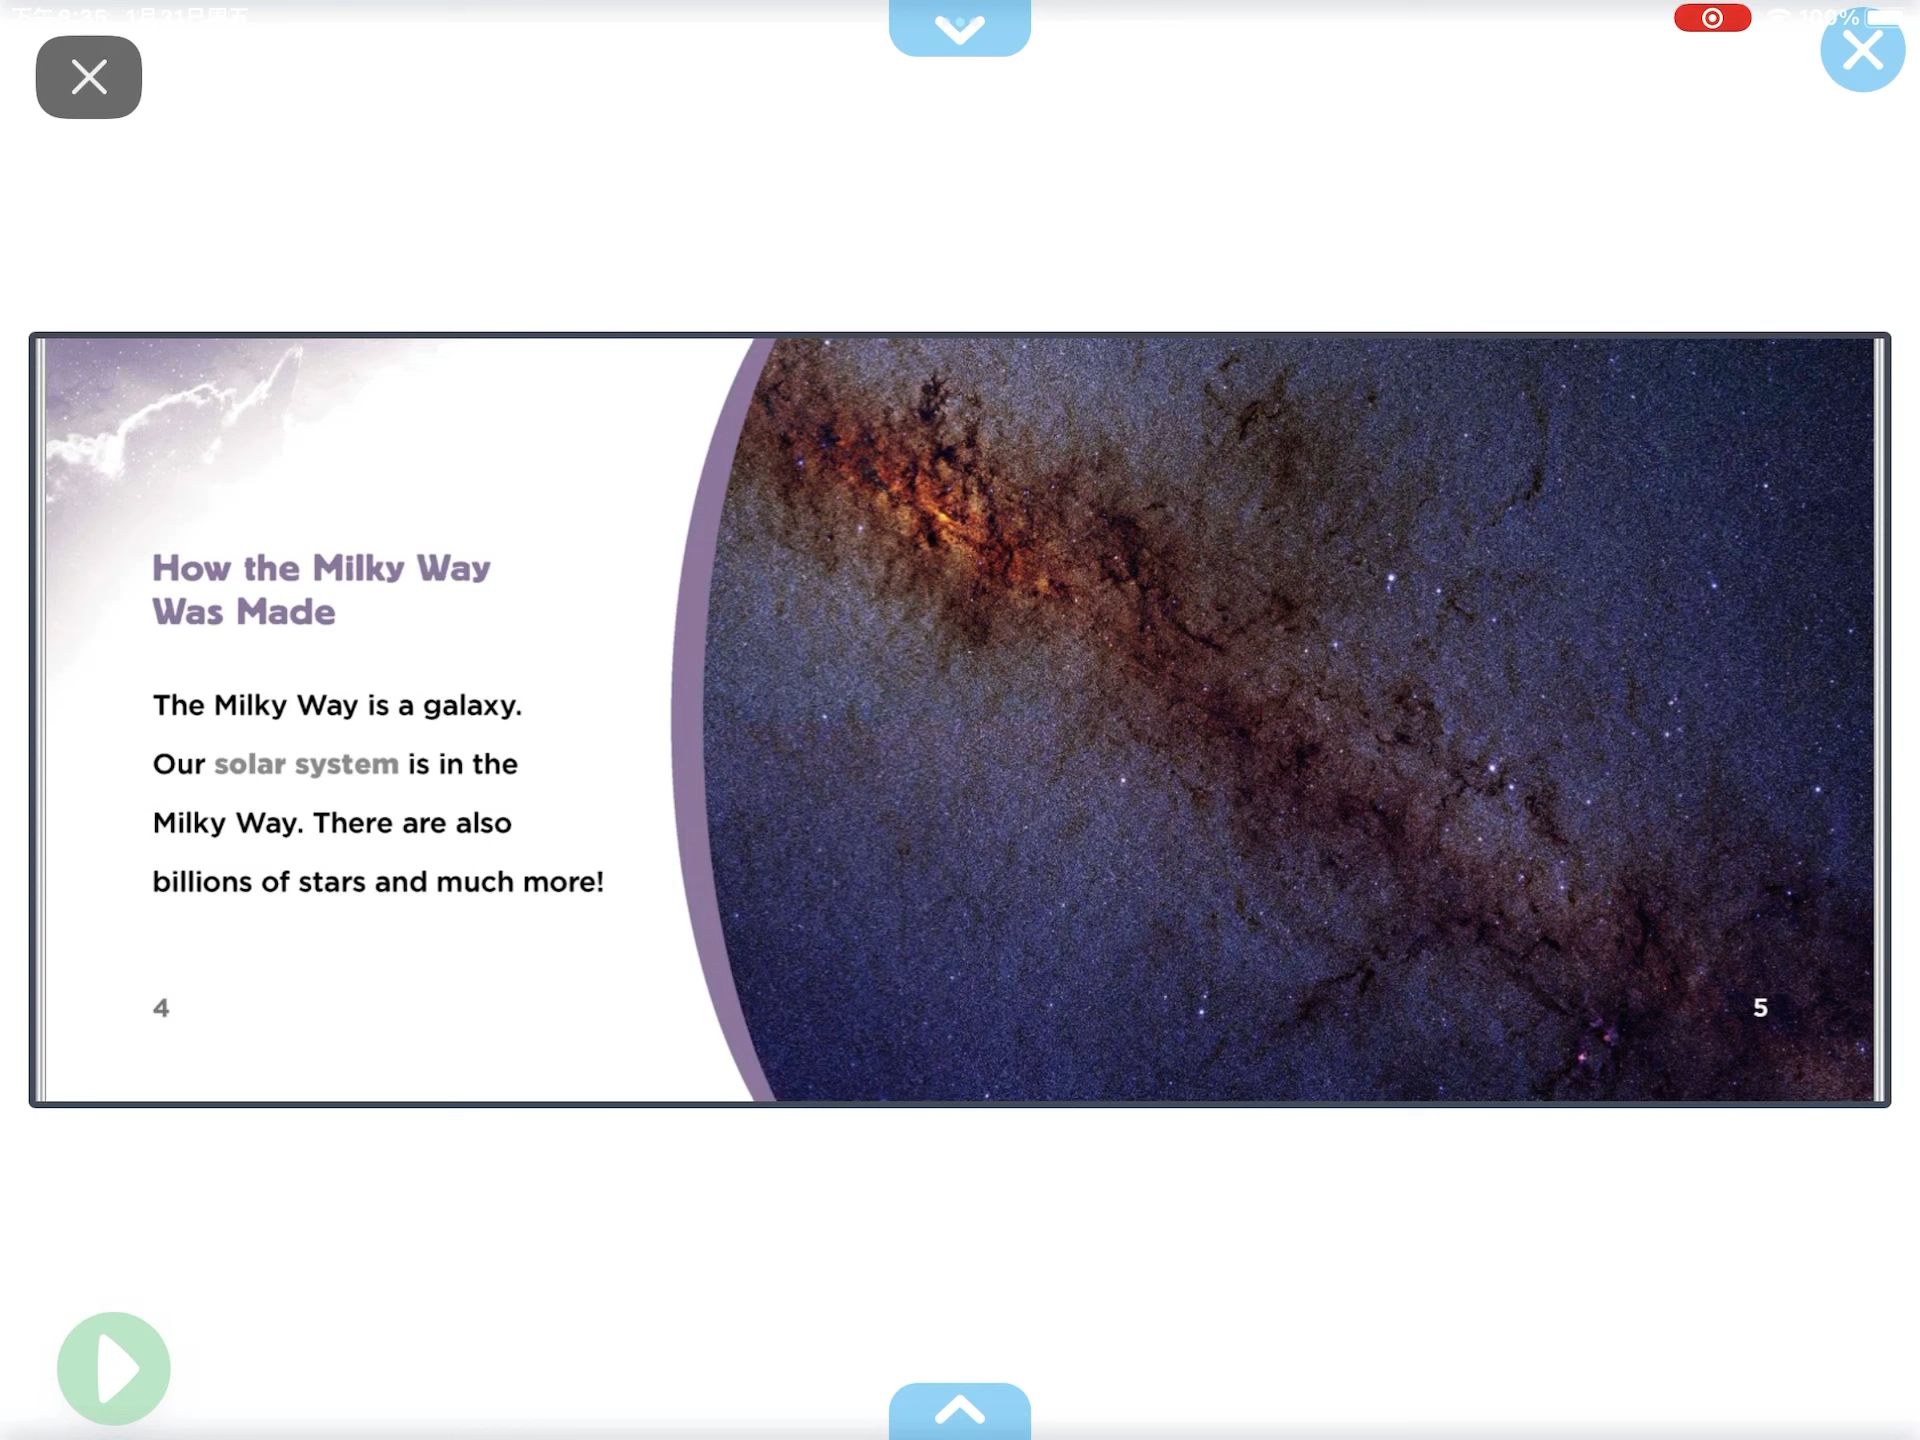 How the Milky Way
Was Made
The Milky Way is a galaxy.
Our solar system is in the
Milky Way. There are also
billions of stars and much more!
4
5